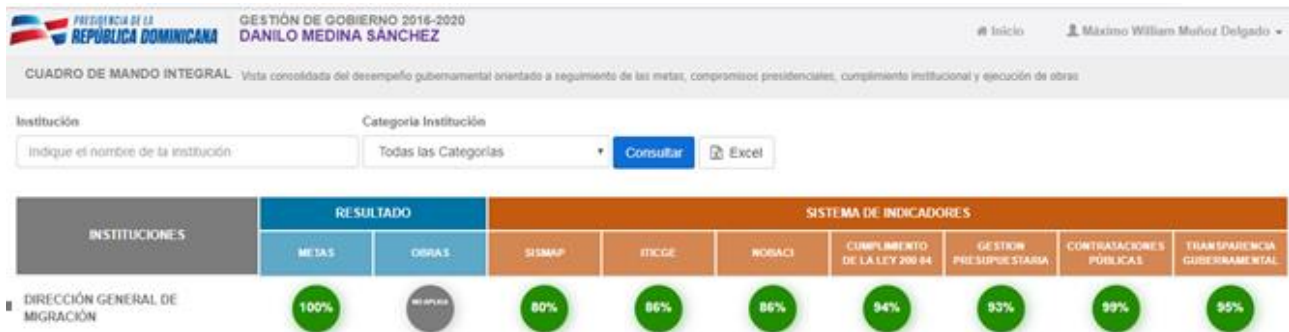 PRESIDENCIA DE LA
REPÚBLICA DOMINICANA
GESTIÓN DE GOBIERNO 2016-2020
DANILO MEDINA SÁNCHEZ
Inicio
Máximo William Muñoz Delgado
CUADRO DE MANDO INTEGRAL Vista consolidada del desempeño gubernamental orientado a seguimiento de las metas, compromisos presidenciales, cumplimiento institucional y ejecución de obras
Institución
Categoría Institución
Indique el nombre de la institución
Todas las Categorías
Consultar
Excel
INSTITUCIONES
RESULTADO
SISTEMA DE INDICADORES
METAS
OBRAS
SISMAP
ITICGE
NOBACI
CUMPLIMIENTO
DE LA LEY 200 04
GESTION
PRESUPUESTARIA
CONTRATACIONES
PÚBLICAS
TRANSPARENCIA
GUBERNAMENTAL
DIRECCIÓN GENERAL DE
MIGRACIÓN
100%
NO APLICA
80%
86%
86%
94%
93%
99%
95%